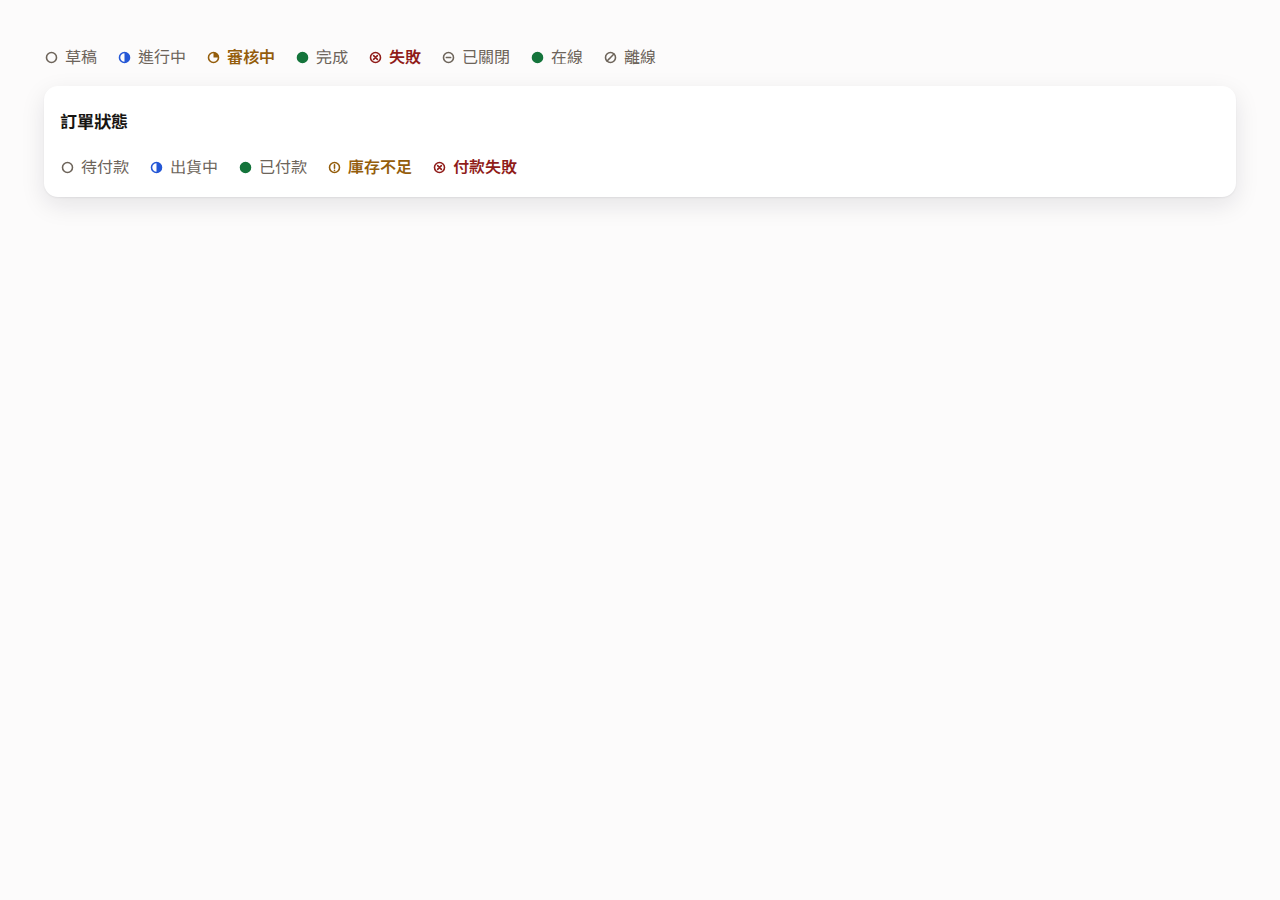 草稿 進行中 審核中 完成 失敗 已關閉 在線 離線
訂單狀態
待付款 出貨中 已付款 庫存不足 付款失敗